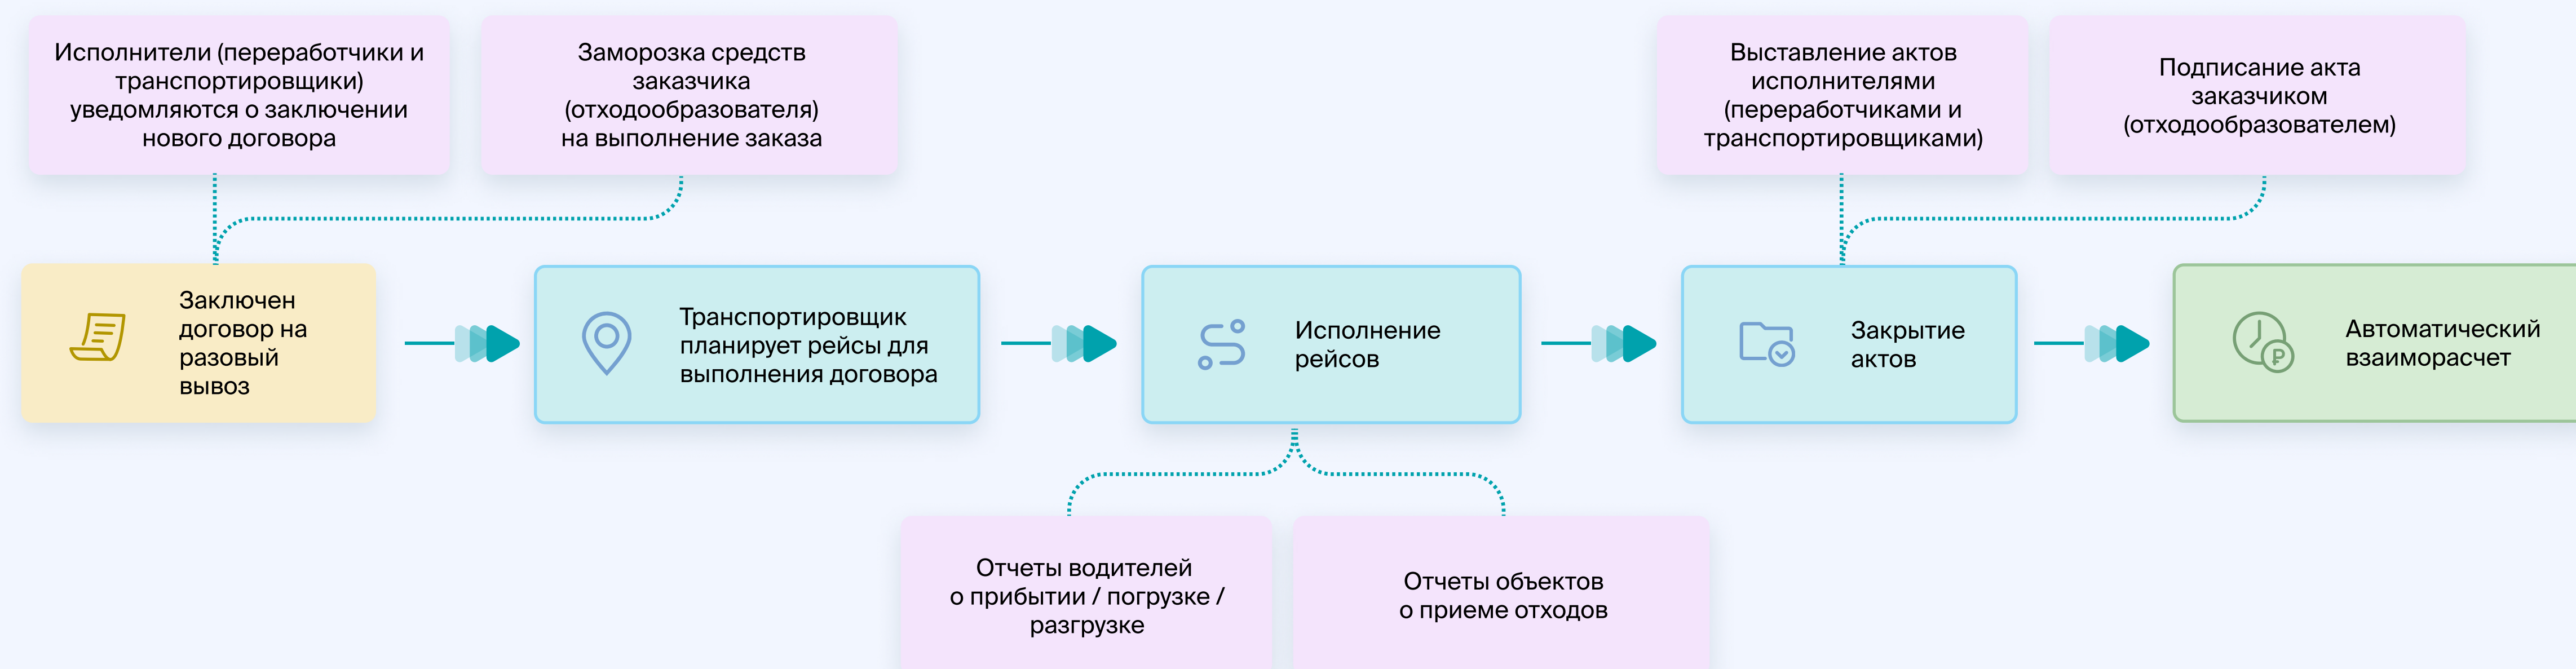 Исполнители (переработчики и
транспортировщики)
уведомляются о заключении
нового договора
Заморозка средств
заказчика
(отходообразователя)
на выполнение заказа
Выставление актов
исполнителями
(переработчиками и
транспортировщиками)
Подписание акта
заказчиком
(отходообразователем)
Заключен
договор на
разовый
вывоз
Транспортировщик
планирует рейсы для
выполнения договора
Исполнение
рейсов
Закрытие
актов
Автоматический
взаиморасчет
Отчеты водителей
о прибытии / погрузке /
разгрузке
Отчеты объектов
о приеме отходов